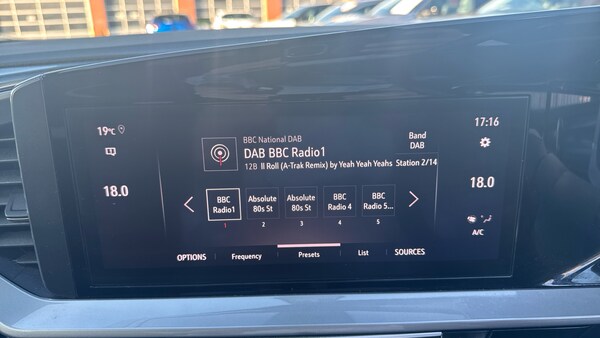 17:16
19°C
BBC National DAB
DAB BBC Radio1
12B ll Roll (A-Trak Remix) by Yeah Yeah Yeahs
Band
DAB
Station 2/14
18.0
18.0
BBC
Radio1
Absolute
80s St
Absolute
80s St
BBC
Radio 4
BBC
Radio 5...
1
2
3
4
5
A/C
OPTIONS
Frequency
Presets
List
SOURCES